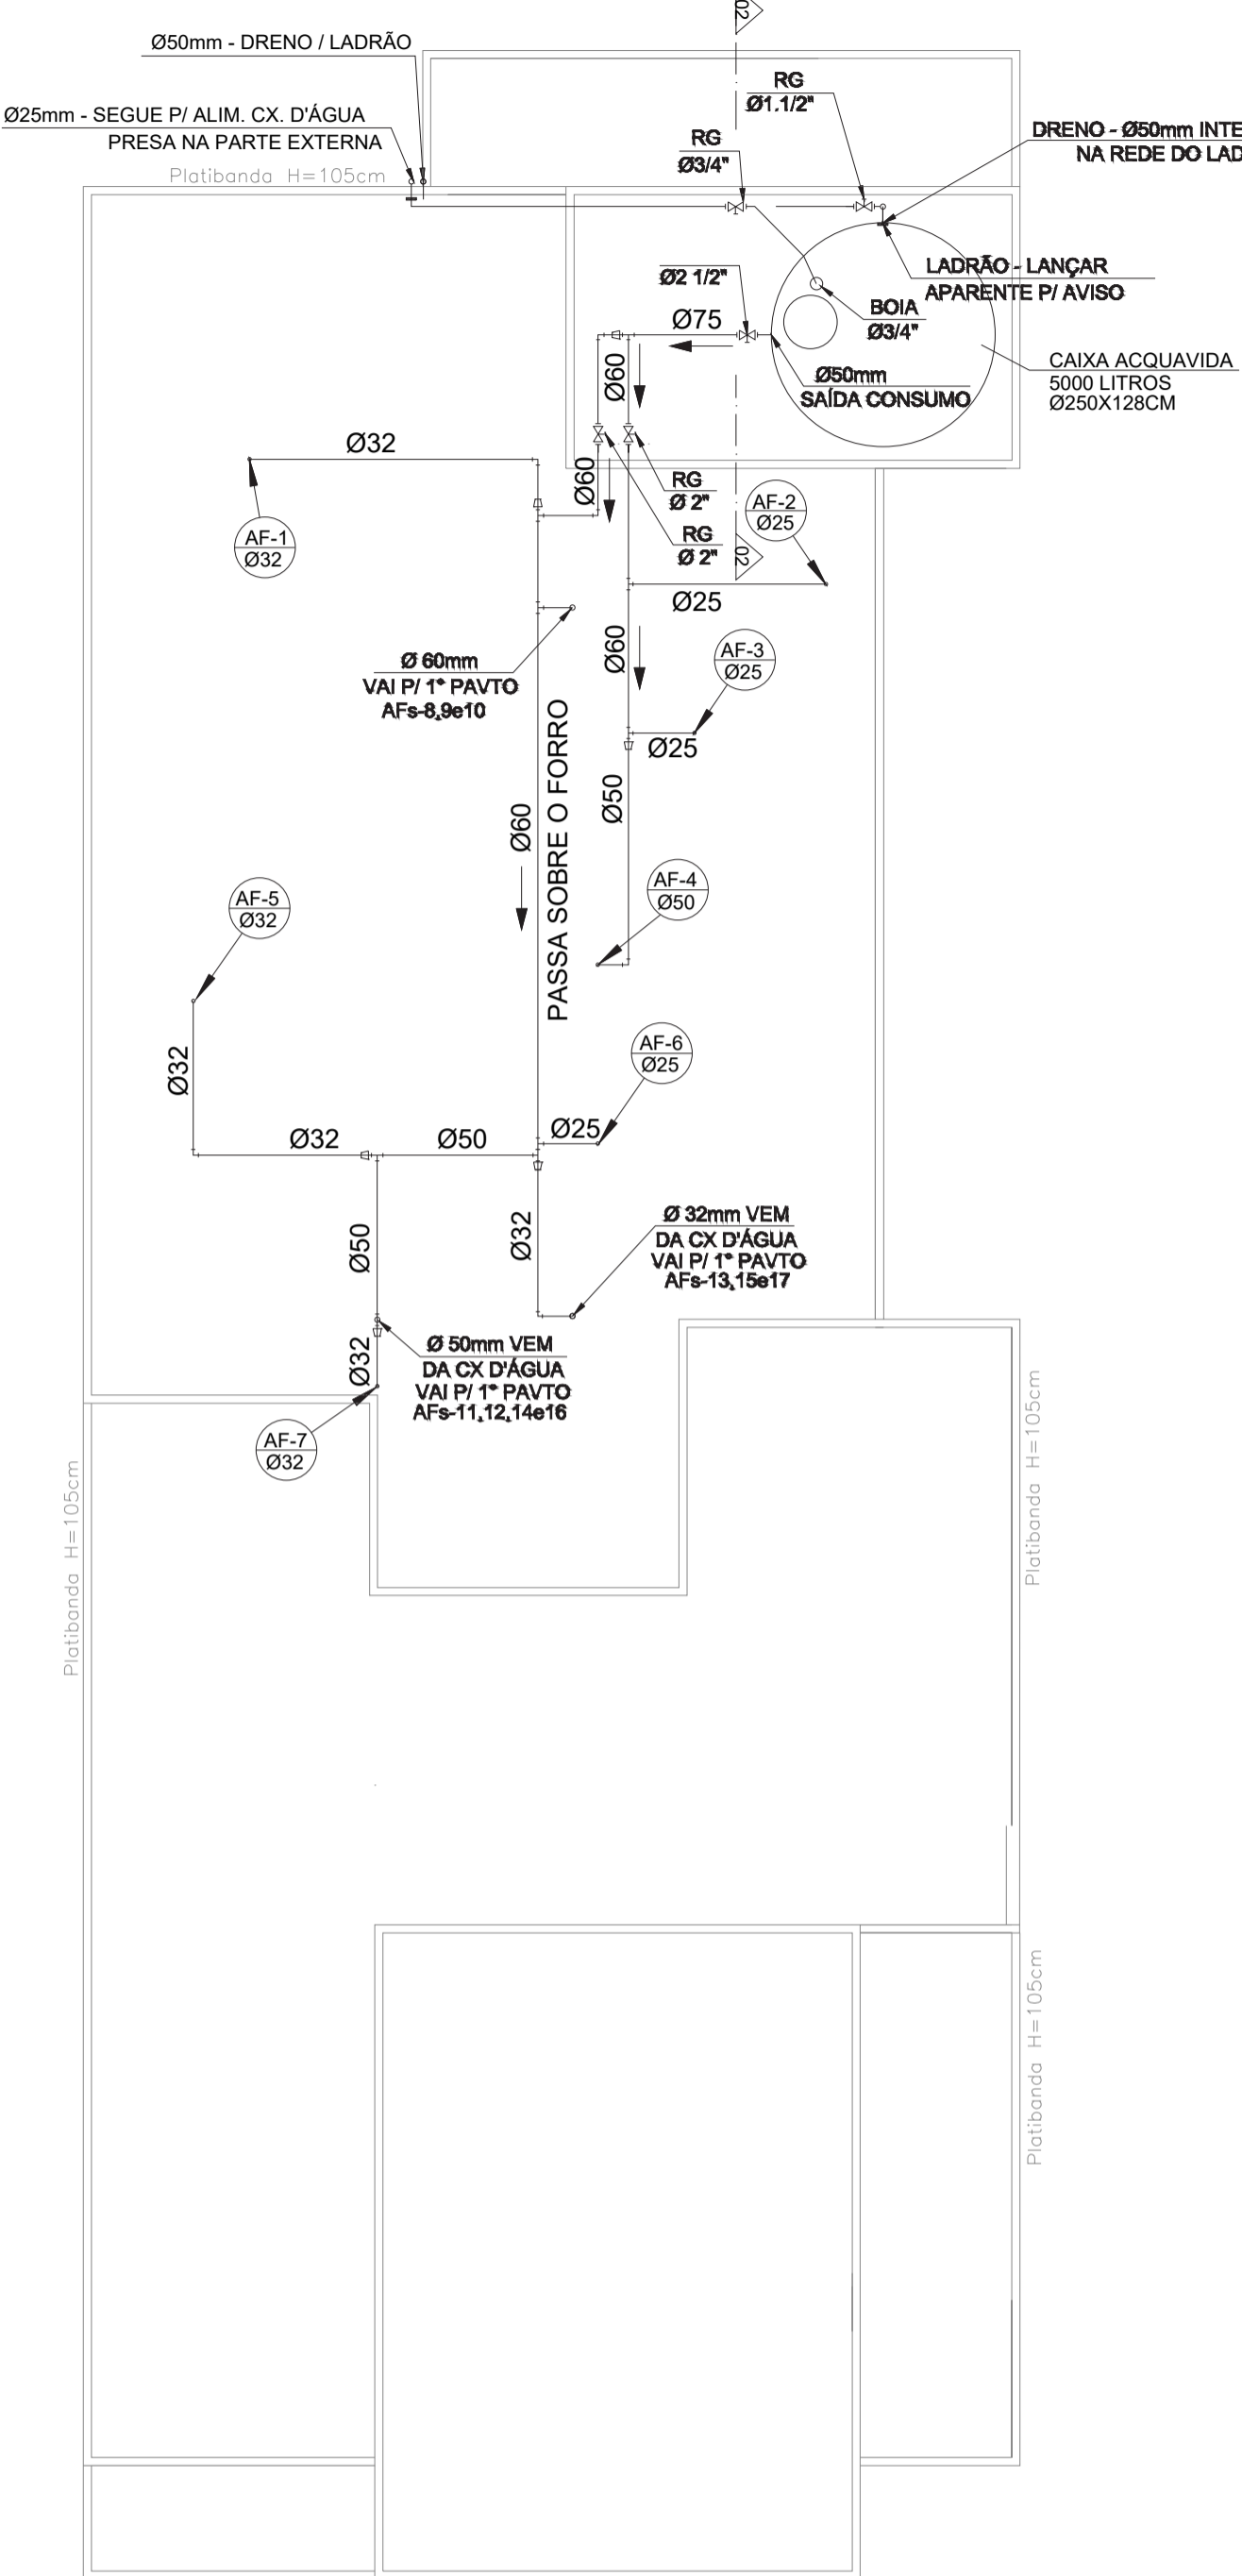 02
Ø50mm - DRENO / LADRÃO
Ø25mm - SEGUE P/ ALIM. CX. D'ÁGUA
PRESA NA PARTE EXTERNA
Platibanda H=105cm
RG
Ø1.1/2"
RG
Ø3/4"
DRENO - Ø50mm INTE
NA REDE DO LAD
LADRÃO - LANÇAR
APARENTE P/ AVISO
BOIA
Ø3/4"
Ø2 1/2"
Ø75
Ø50mm
SAÍDA CONSUMO
CAIXA ACQUAVIDA
5000 LITROS
Ø250X128CM
Ø60
Ø32
Ø60
RG
Ø 2"
RG
Ø 2"
AF-1
Ø32
AF-2
Ø25
02
Ø25
Ø60
AF-3
Ø25
Ø 60mm
VAI P/ 1° PAVTO
AFs-8,9e10
Ø25
Ø50
Ø60
PASSA SOBRE O FORRO
AF-4
Ø50
AF-5
Ø32
AF-6
Ø25
Ø32
Ø32
Ø50
Ø25
Ø50
Ø32
Ø 32mm VEM
DA CX D'ÁGUA
VAI P/ 1° PAVTO
AFs-13,15e17
Ø32
Ø 50mm VEM
DA CX D'ÁGUA
VAI P/ 1° PAVTO
AFs-11,12,14e16
AF-7
Ø32
Platibanda H=105cm
Platibanda H=105cm
Platibanda H=105cm